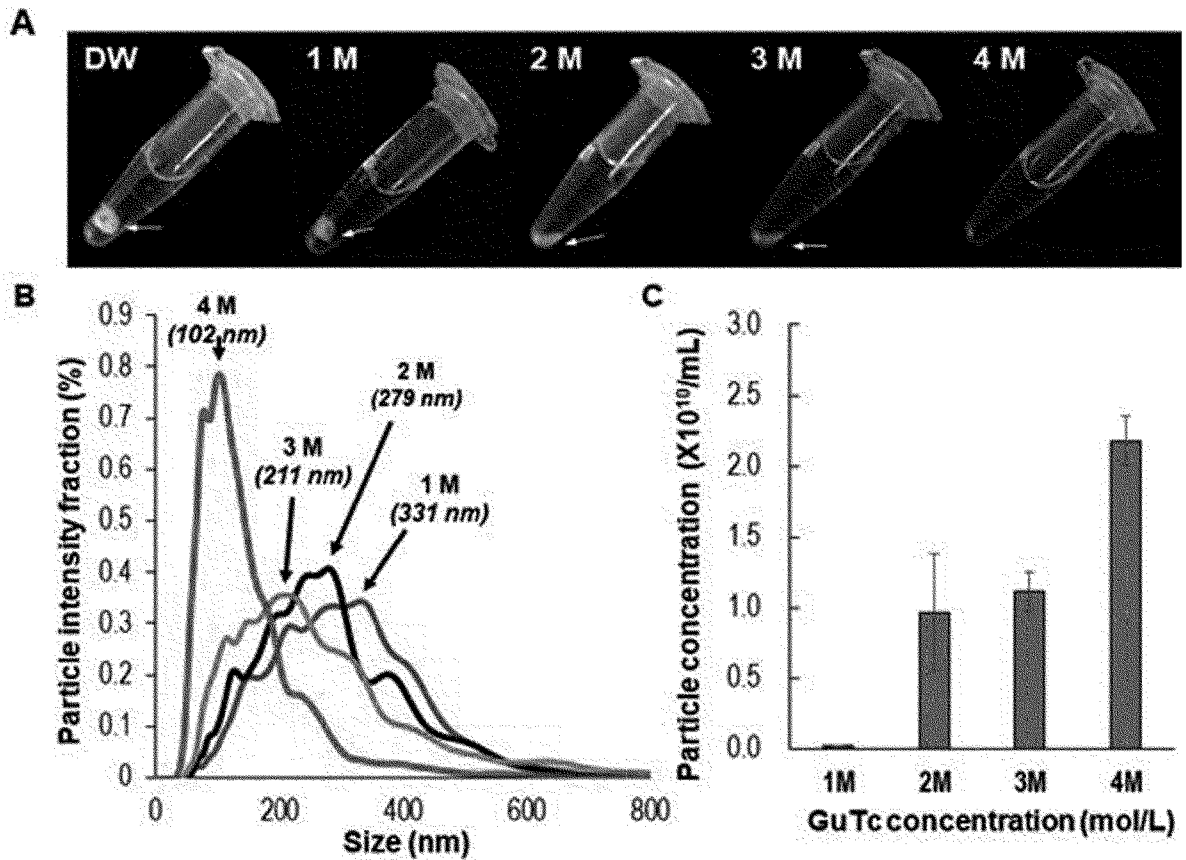 A
DW 1 M 2 M 3 M 4 M
B
4 M
(102 nm)
2 M
(279 nm)
3 M
(211 nm)
1 M
(331 nm)
Particle intensity fraction (%)
0.9
0.8
0.7
0.6
0.5
0.4
0.3
0.2
0.1
0
0 200 400 600 800
Size (nm)
C
Particle concentration (X10¹⁰/mL)
3.0
2.5
2.0
1.5
1.0
0.5
0.0
1M 2M 3M 4M
GuTc concentration (mol/L)